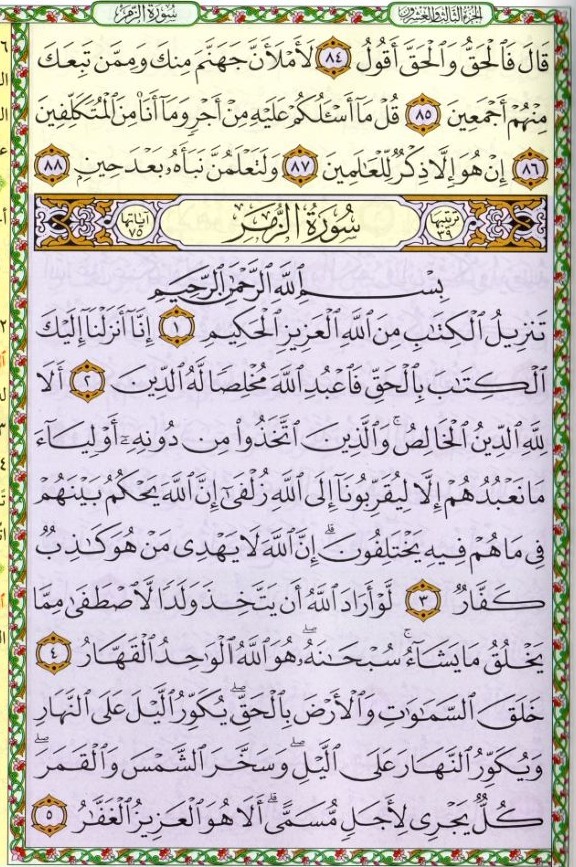 الجزء الثالث والعشرون
سورة الزمر
قَالَ فَٱلْحَقُّ وَٱلْحَقَّ أَقُولُ ٨٤ لَأَمْلَأَنَّ جَهَنَّمَ مِنكَ وَمِمَّن تَبِعَكَ
مِنْهُمْ أَجْمَعِينَ ٨٥ قُلْ مَآ أَسْـَٔلُكُمْ عَلَيْهِ مِنْ أَجْرٍ وَمَآ أَنَا۠ مِنَ ٱلْمُتَكَلِّفِينَ
٨٦ إِنْ هُوَ إِلَّا ذِكْرٌ لِّلْعَـٰلَمِينَ ٨٧ وَلَتَعْلَمُنَّ نَبَأَهُۥ بَعْدَ حِينٍۭ ٨٨
ترتيبها ٣٩ سُورَةُ الزُّمَرِ آياتها ٧٥
بِسْمِ ٱللَّهِ ٱلرَّحْمَـٰنِ ٱلرَّحِيمِ
تَنزِيلُ ٱلْكِتَـٰبِ مِنَ ٱللَّهِ ٱلْعَزِيزِ ٱلْحَكِيمِ ١ إِنَّآ أَنزَلْنَآ إِلَيْكَ
ٱلْكِتَـٰبَ بِٱلْحَقِّ فَٱعْبُدِ ٱللَّهَ مُخْلِصًا لَّهُ ٱلدِّينَ ٢ أَلَا
لِلَّهِ ٱلدِّينُ ٱلْخَالِصُ ۚ وَٱلَّذِينَ ٱتَّخَذُوا۟ مِن دُونِهِۦٓ أَوْلِيَآءَ
مَا نَعْبُدُهُمْ إِلَّا لِيُقَرِّبُونَآ إِلَى ٱللَّهِ زُلْفَىٰٓ إِنَّ ٱللَّهَ يَحْكُمُ بَيْنَهُمْ
فِى مَا هُمْ فِيهِ يَخْتَلِفُونَ ۗ إِنَّ ٱللَّهَ لَا يَهْدِى مَنْ هُوَ كَـٰذِبٌ
كَفَّارٌ ٣ لَّوْ أَرَادَ ٱللَّهُ أَن يَتَّخِذَ وَلَدًا لَّٱصْطَفَىٰ مِمَّا
يَخْلُقُ مَا يَشَآءُ ۚ سُبْحَـٰنَهُۥ ۖ هُوَ ٱللَّهُ ٱلْوَٰحِدُ ٱلْقَهَّارُ ٤
خَلَقَ ٱلسَّمَـٰوَٰتِ وَٱلْأَرْضَ بِٱلْحَقِّ ۖ يُكَوِّرُ ٱلَّيْلَ عَلَى ٱلنَّهَارِ
وَيُكَوِّرُ ٱلنَّهَارَ عَلَى ٱلَّيْلِ ۖ وَسَخَّرَ ٱلشَّمْسَ وَٱلْقَمَرَ ۖ
كُلٌّ يَجْرِى لِأَجَلٍ مُّسَمًّى ۗ أَلَا هُوَ ٱلْعَزِيزُ ٱلْغَفَّـٰرُ ٥